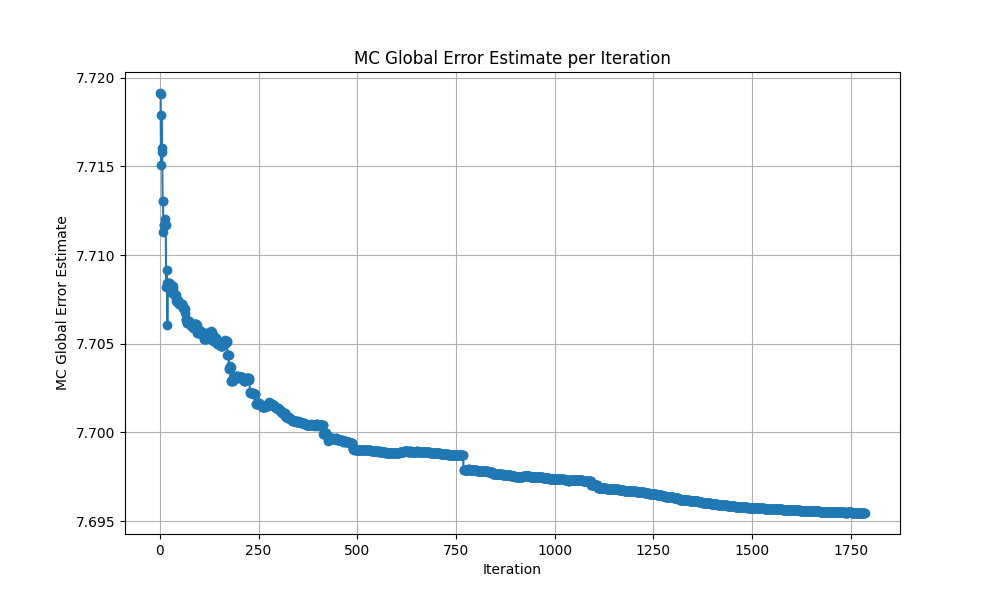 MC Global Error Estimate per Iteration
MC Global Error Estimate
7.720
7.715
7.710
7.705
7.700
7.695
0 250 500 750 1000 1250 1500 1750
Iteration